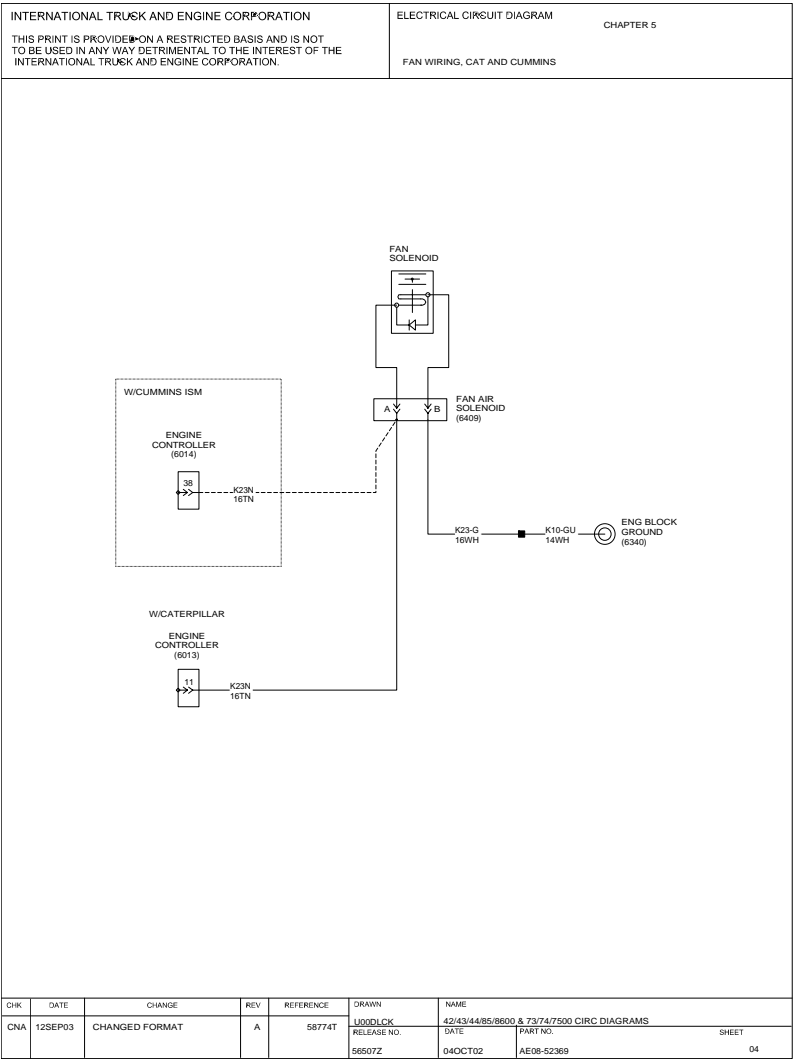 INTERNATIONAL TRUCK AND ENGINE CORPORATION
THIS PRINT IS PROVIDED ON A RESTRICTED BASIS AND IS NOT
TO BE USED IN ANY WAY DETRIMENTAL TO THE INTEREST OF THE
INTERNATIONAL TRUCK AND ENGINE CORPORATION.
ELECTRICAL CIRCUIT DIAGRAM
CHAPTER 5
FAN WIRING, CAT AND CUMMINS
FAN
SOLENOID
W/CUMMINS ISM
A
B
FAN AIR
SOLENOID
(6409)
ENGINE
CONTROLLER
(6014)
38
K23N
16TN
K23-G
16WH
K10-GU
14WH
ENG BLOCK
GROUND
(6340)
W/CATERPILLAR
ENGINE
CONTROLLER
(6013)
11
K23N
16TN
CHK DATE CHANGE REV REFERENCE
CNA 12SEP03 CHANGED FORMAT A 58774T
DRAWN
U00DLCK
NAME
42/43/44/85/8600 & 73/74/7500 CIRC DIAGRAMS
RELEASE NO. DATE PART NO. SHEET
56507Z 04OCT02 AE08-52369 04